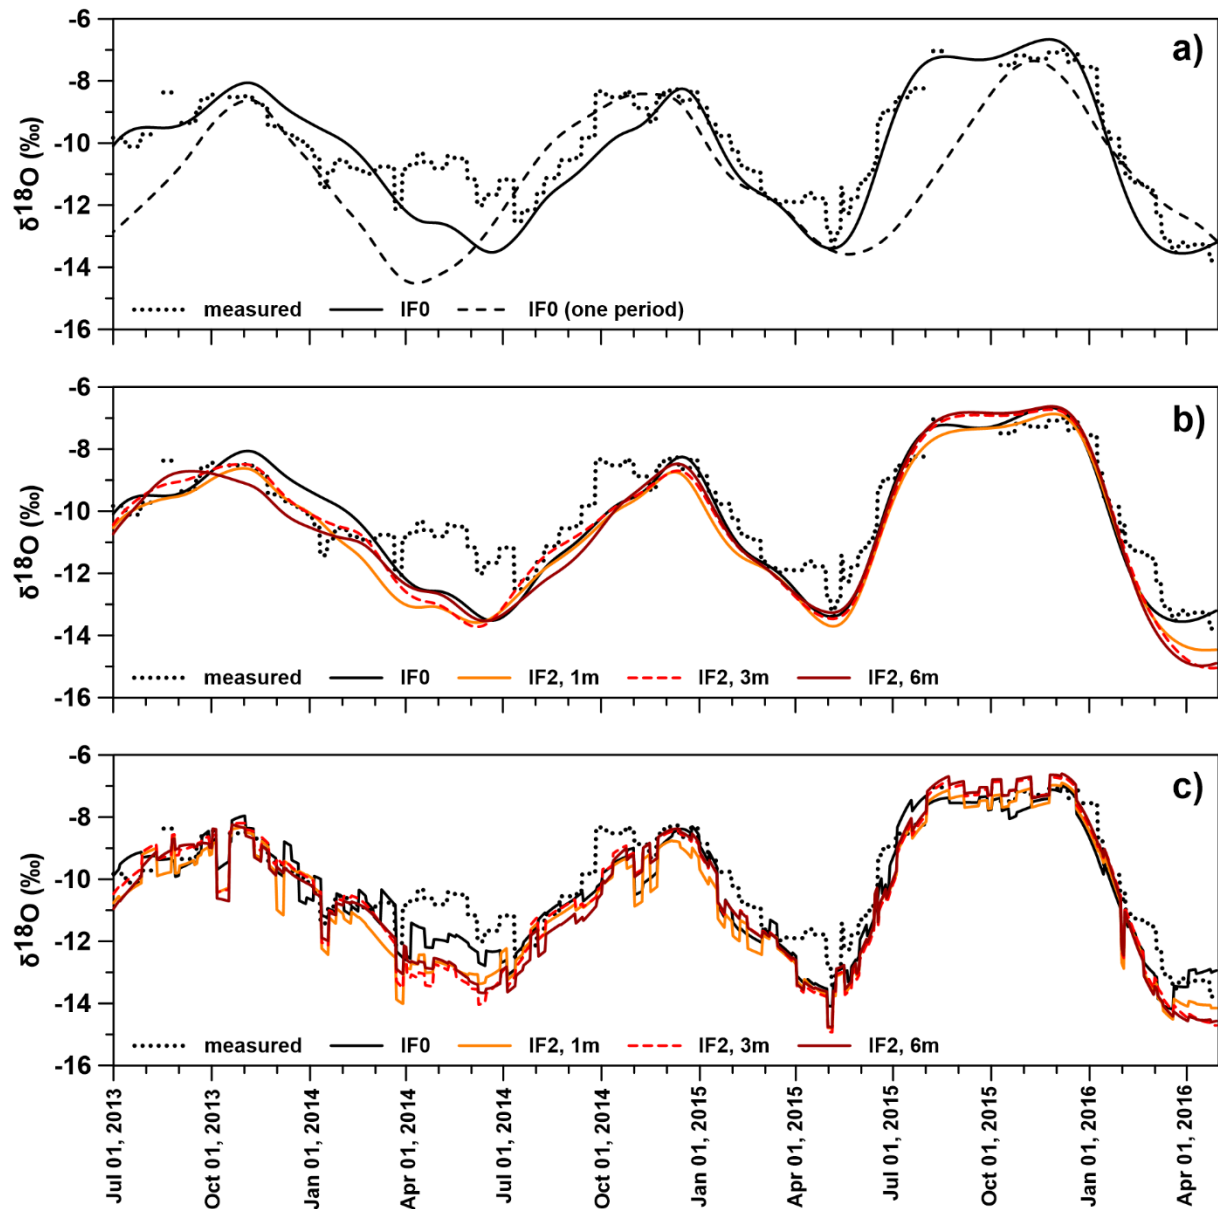 a)
-6
-8
-10
-12
-14
-16
δ18O (‰)
measured IF0 IF0 (one period)
b)
-6
-8
-10
-12
-14
-16
δ18O (‰)
measured IF0 IF2, 1m IF2, 3m IF2, 6m
c)
-6
-8
-10
-12
-14
-16
δ18O (‰)
measured IF0 IF2, 1m IF2, 3m IF2, 6m
Jul 01, 2013
Oct 01, 2013
Jan 01, 2014
Apr 01, 2014
Jul 01, 2014
Oct 01, 2014
Jan 01, 2015
Apr 01, 2015
Jul 01, 2015
Oct 01, 2015
Jan 01, 2016
Apr 01, 2016